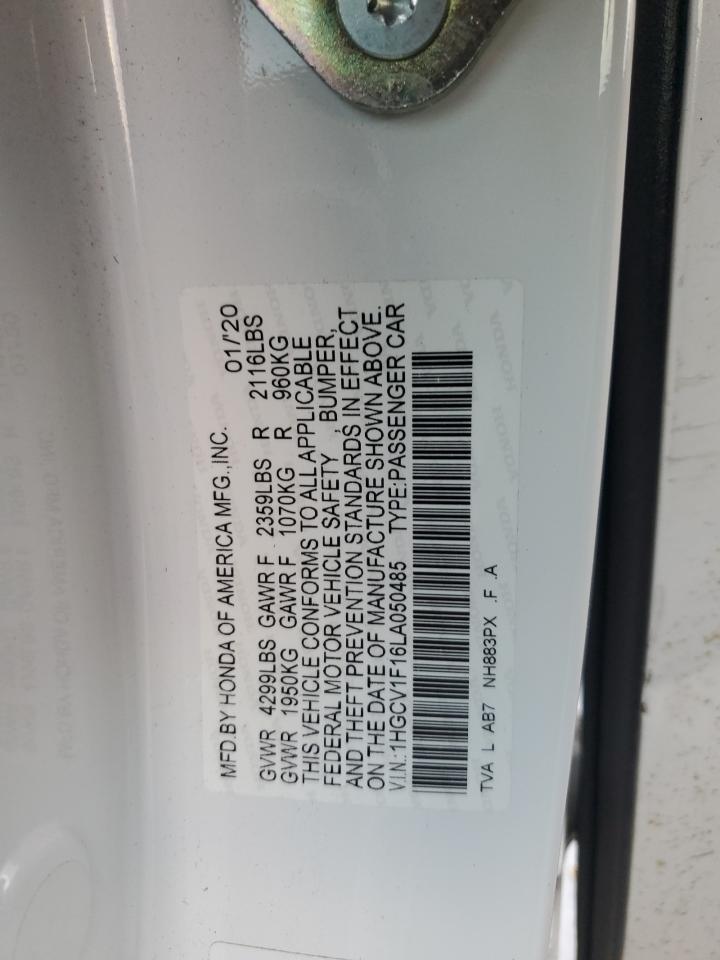 MFD.BY HONDA OF AMERICA MFG.,INC. 01/'20
GVWR 4299LBS GAWR F 2359LBS R 2116LBS
GVWR 1950KG GAWR F 1070KG R 960KG
THIS VEHICLE CONFORMS TO ALL APPLICABLE
FEDERAL MOTOR VEHICLE SAFETY , BUMPER,
AND THEFT PREVENTION STANDARDS IN EFFECT
ON THE DATE OF MANUFACTURE SHOWN ABOVE.
V.I.N.:1HGCV1F16LA050485 TYPE:PASSENGER CAR
TVA L AB7 NH883PX .F .A